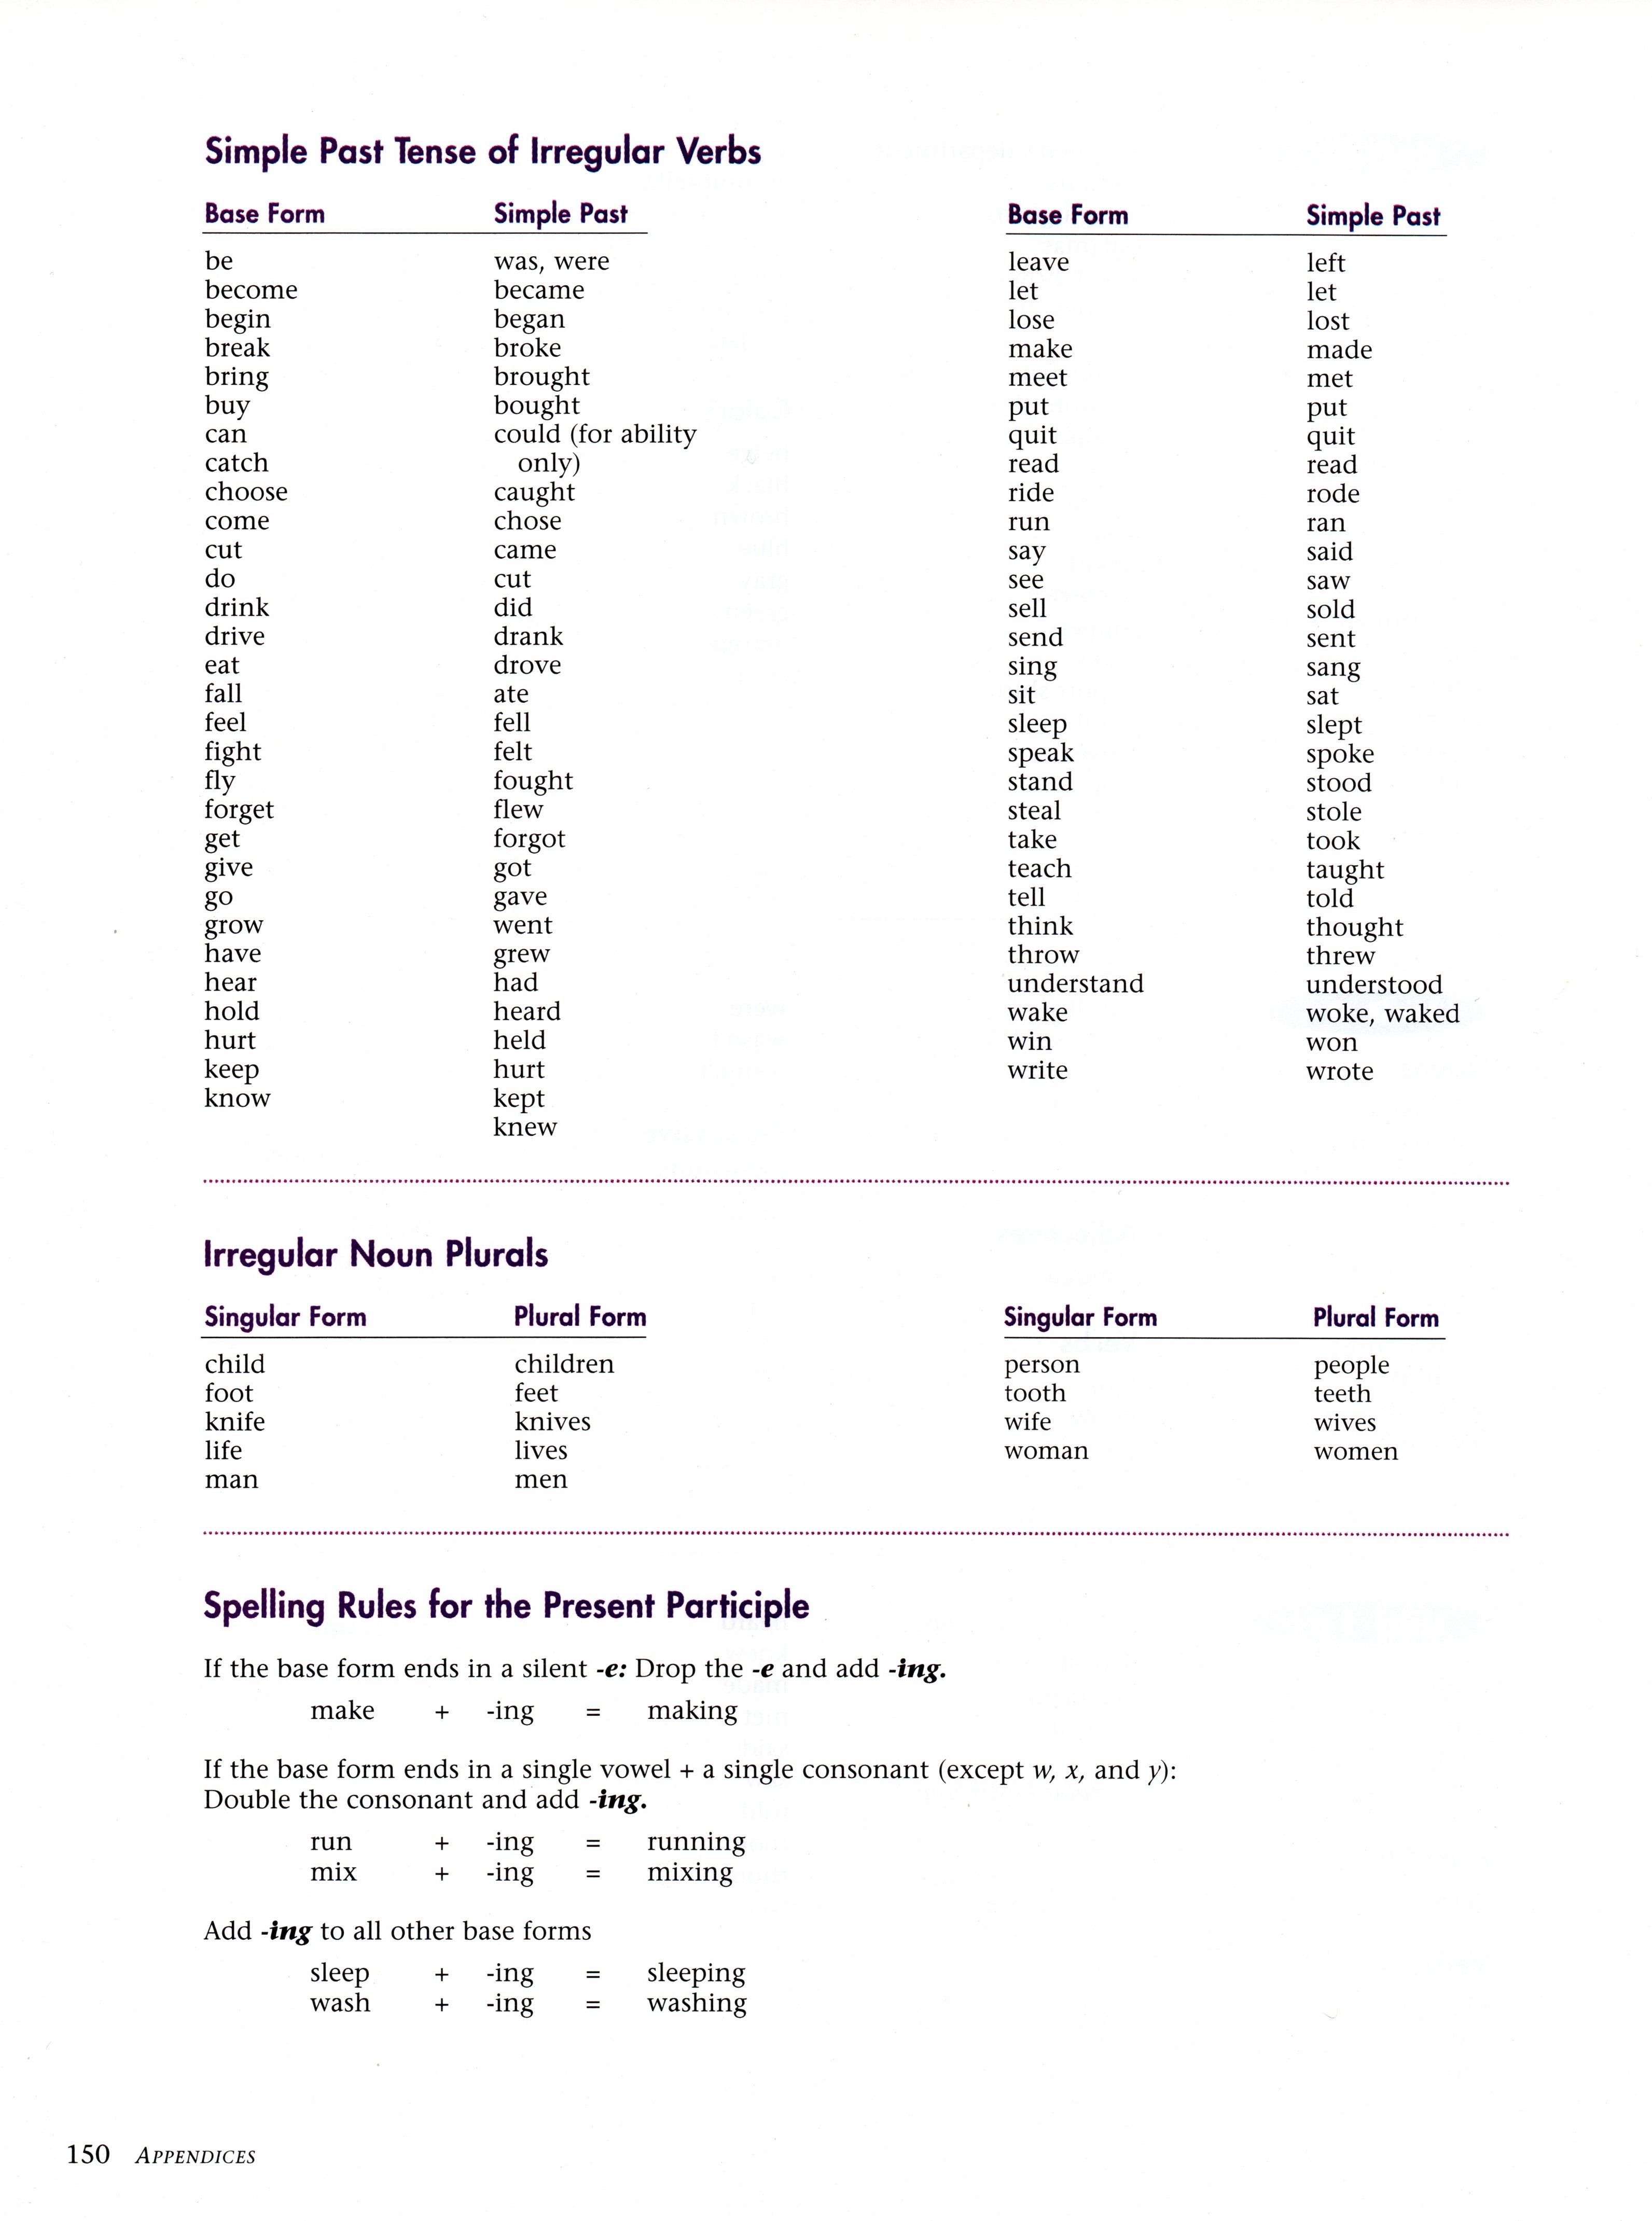 Simple Past Tense of Irregular Verbs
Base Form Simple Past
be was, were
become became
begin began
break broke
bring brought
buy bought
can could (for ability
catch only)
choose caught
come chose
cut came
do cut
drink did
drive drank
eat drove
fall ate
feel fell
fight felt
fly fought
forget flew
get forgot
give got
go gave
grow went
have grew
hear had
hold heard
hurt held
keep hurt
know kept
knew
Base Form Simple Past
leave left
let let
lose lost
make made
meet met
put put
quit quit
read read
ride rode
run ran
say said
see saw
sell sold
send sent
sing sang
sit sat
sleep slept
speak spoke
stand stood
steal stole
take took
teach taught
tell told
think thought
throw threw
understand understood
wake woke, waked
win won
write wrote
Irregular Noun Plurals
Singular Form Plural Form
child children
foot feet
knife knives
life lives
man men
Singular Form Plural Form
person people
tooth teeth
wife wives
woman women
Spelling Rules for the Present Participle
If the base form ends in a silent -e: Drop the -e and add -ing.
make + -ing = making
If the base form ends in a single vowel + a single consonant (except w, x, and y):
Double the consonant and add -ing.
run + -ing = running
mix + -ing = mixing
Add -ing to all other base forms
sleep + -ing = sleeping
wash + -ing = washing
150 APPENDICES